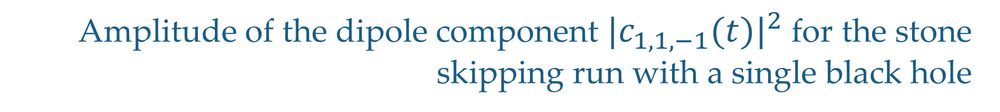 Amplitude of the dipole component |c₁,₁,₋₁(t)|² for the stone
skipping run with a single black hole